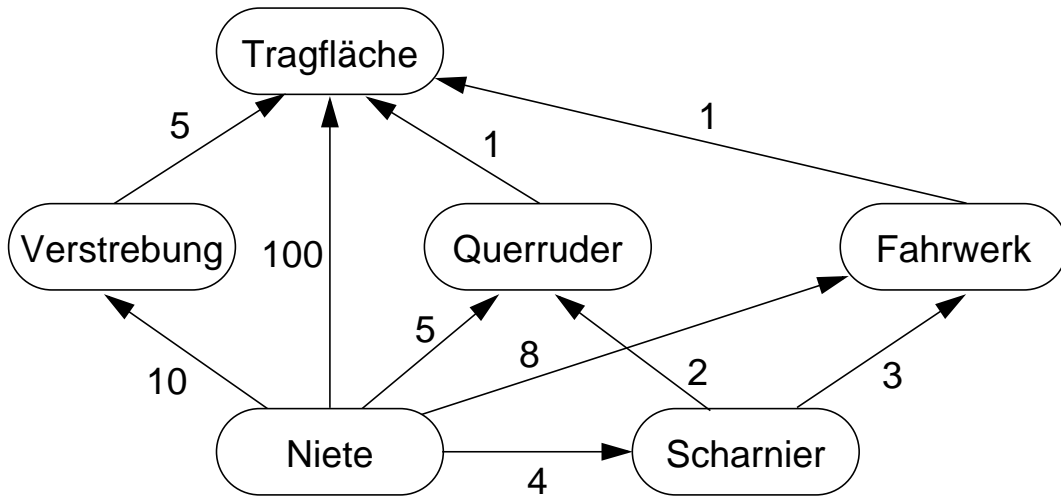 Tragfläche
5
1
1
Verstrebung
100
Querruder
Fahrwerk
10
5
8
2
3
Niete
4
Scharnier